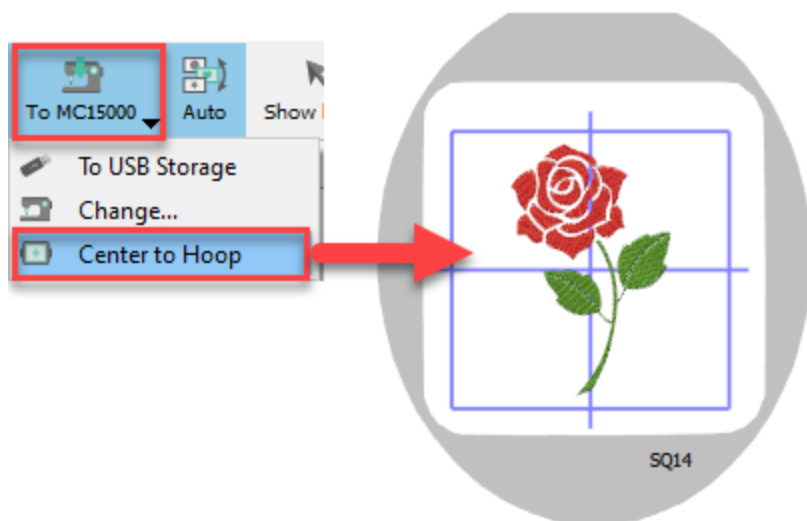 To MC15000
Auto
Show
To USB Storage
Change...
Center to Hoop
SQ14